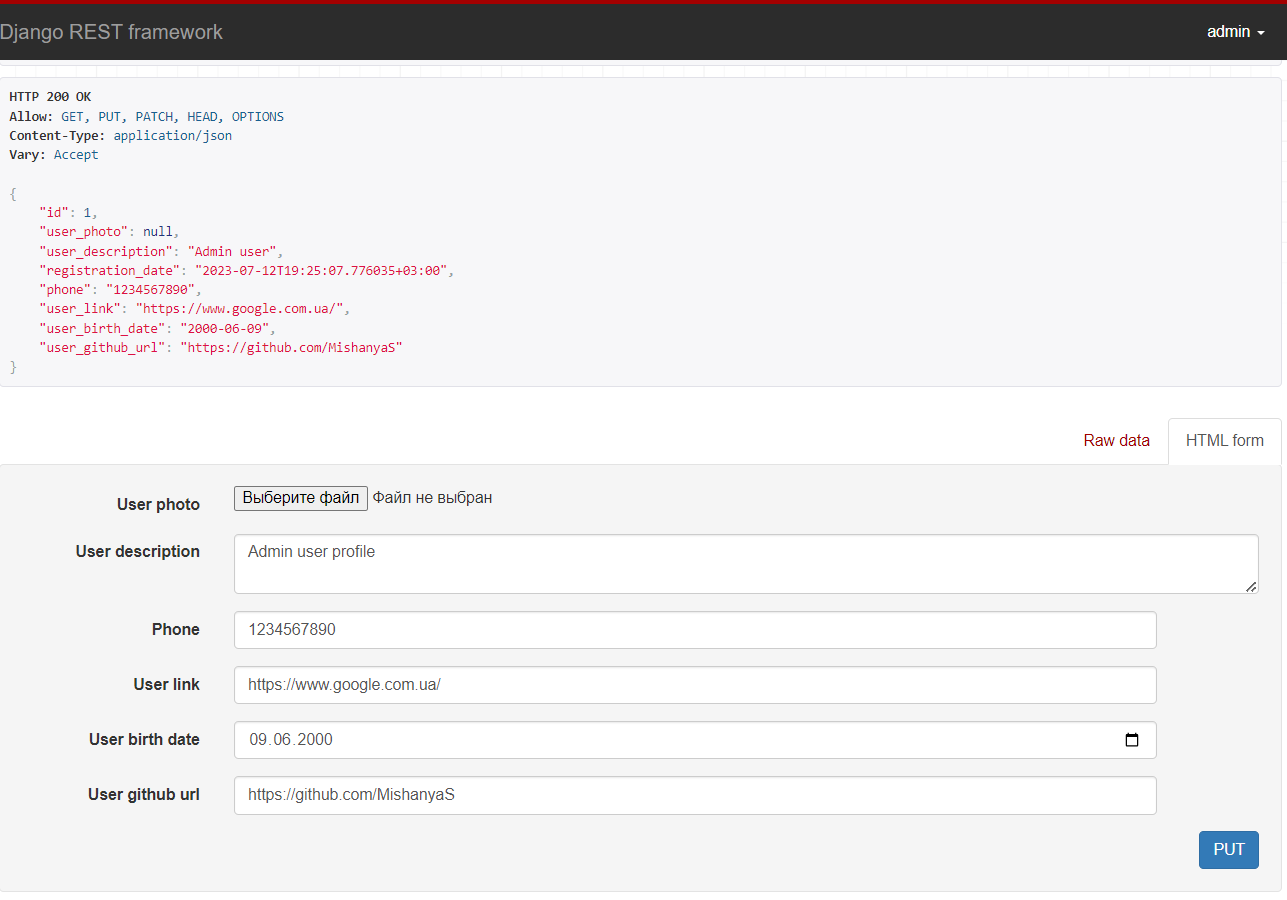 Django REST framework
admin
HTTP 200 OK
Allow: GET, PUT, PATCH, HEAD, OPTIONS
Content-Type: application/json
Vary: Accept
{
    "id": 1,
    "user_photo": null,
    "user_description": "Admin user",
    "registration_date": "2023-07-12T19:25:07.776035+03:00",
    "phone": "1234567890",
    "user_link": "https://www.google.com.ua/",
    "user_birth_date": "2000-06-09",
    "user_github_url": "https://github.com/MishanyaS"
}
Raw data
HTML form
User photo
Выберите файл Файл не выбран
User description
Admin user profile
Phone
1234567890
User link
https://www.google.com.ua/
User birth date
09.06.2000
User github url
https://github.com/MishanyaS
PUT